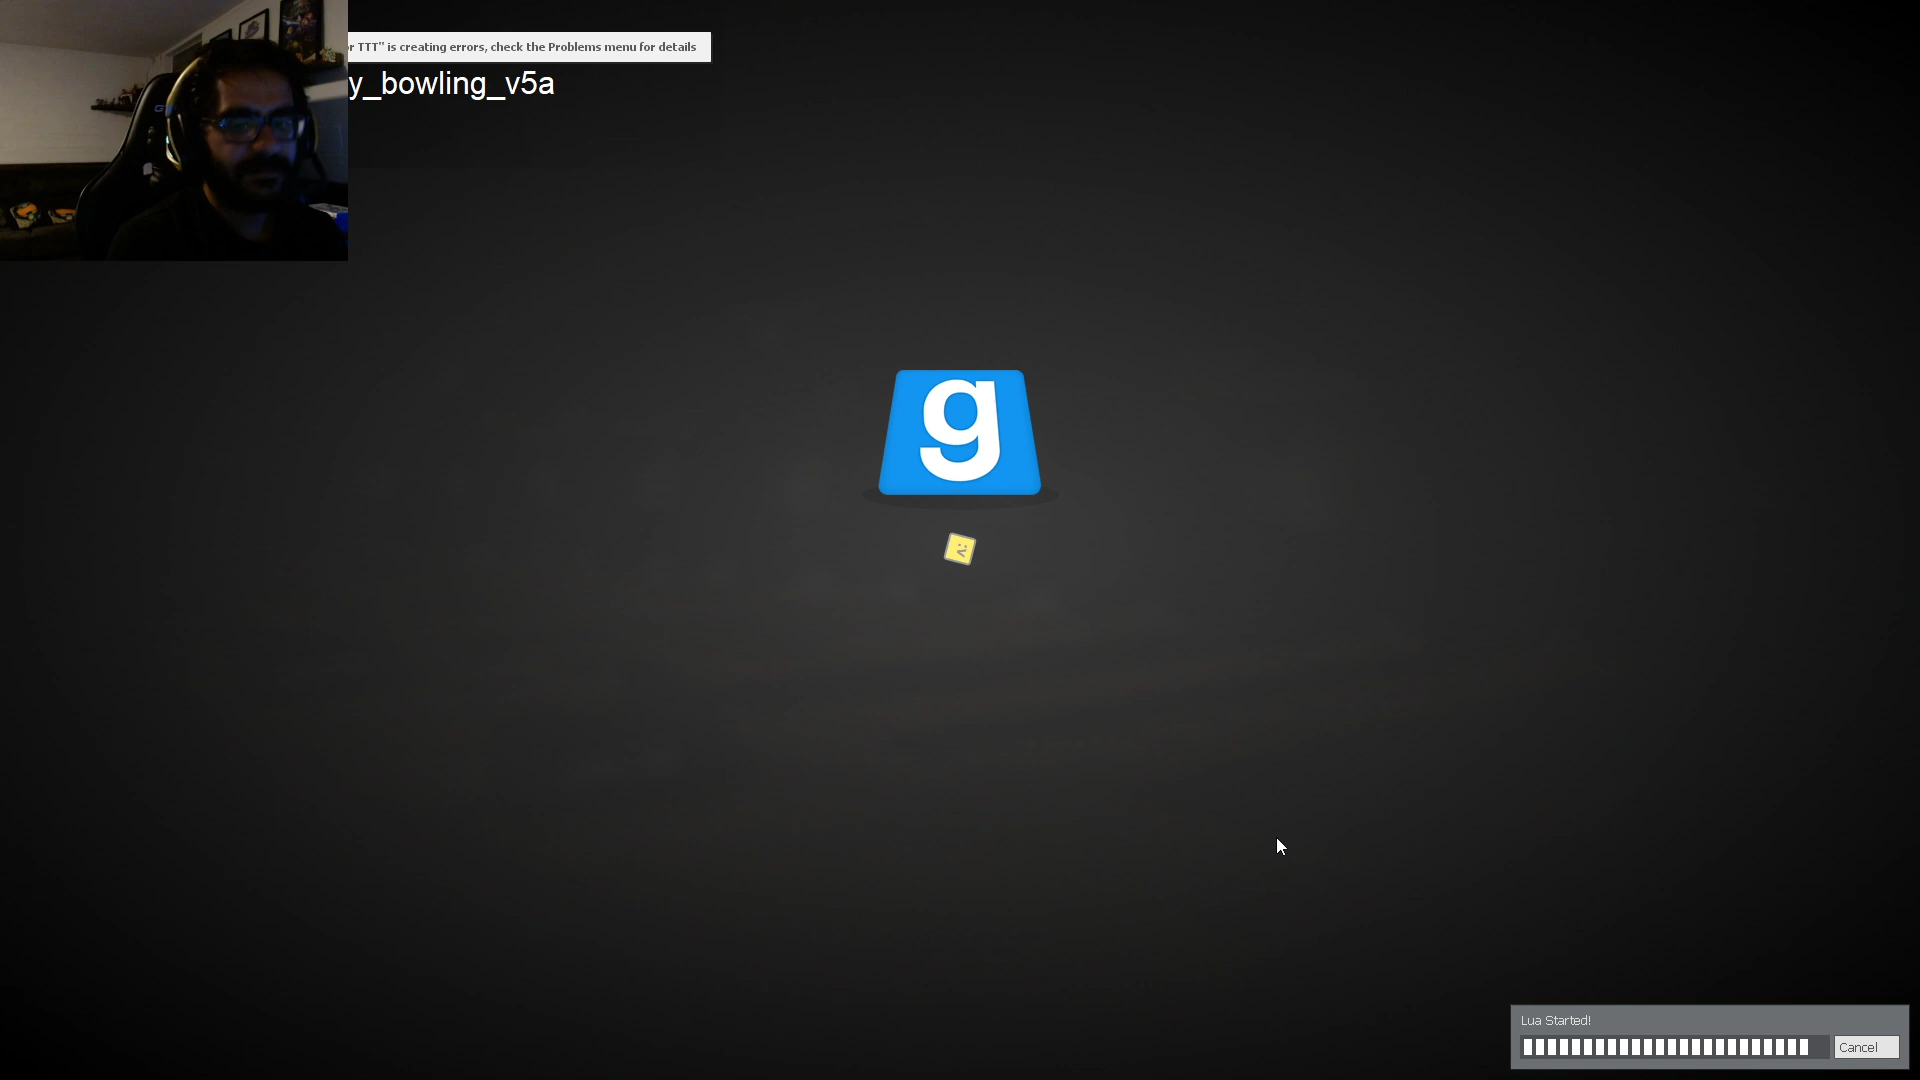 TTT" is creating errors, check the Problems menu for details
y_bowling_v5a
g
Lua Started!
Cancel